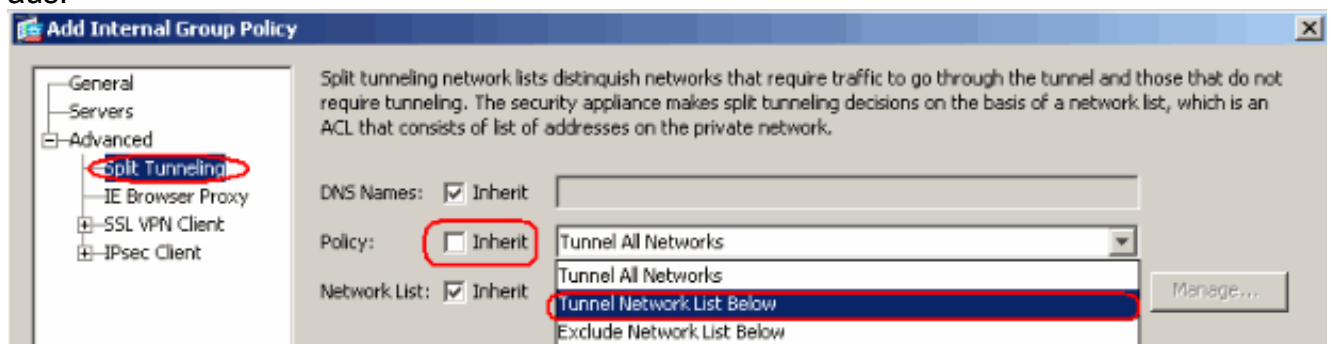 aus.
Add Internal Group Policy
General
Servers
Advanced
Split Tunneling
IE Browser Proxy
SSL VPN Client
IPsec Client
Split tunneling network lists distinguish networks that require traffic to go through the tunnel and those that do not
require tunneling. The security appliance makes split tunneling decisions on the basis of a network list, which is an
ACL that consists of list of addresses on the private network.
DNS Names: Inherit
Policy: Inherit Tunnel All Networks
Tunnel All Networks
Network List: Inherit Manage...
Tunnel Network List Below
Exclude Network List Below